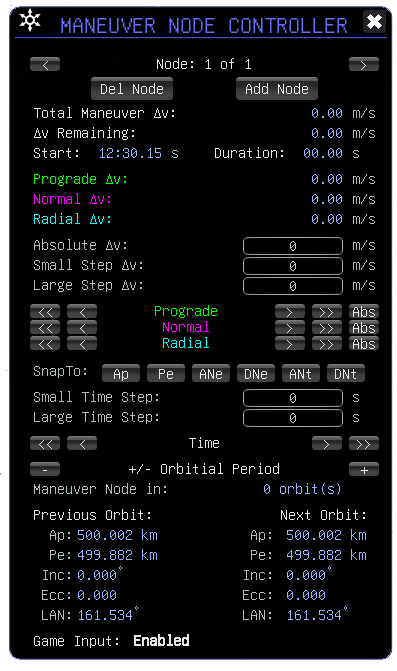 MANEUVER NODE CONTROLLER
< Node: 1 of 1 >
Del Node Add Node
Total Maneuver Δv: 0.00 m/s
Δv Remaining: 0.00 m/s
Start: 12:30.15 s Duration: 00.00 s
Prograde Δv: 0.00 m/s
Normal Δv: 0.00 m/s
Radial Δv: 0.00 m/s
Absolute Δv: 0 m/s
Small Step Δv: 0 m/s
Large Step Δv: 0 m/s
<< < Prograde > >> Abs
<< < Normal > >> Abs
<< < Radial > >> Abs
SnapTo: Ap Pe ANe DNe ANt DNt
Small Time Step: 0 s
Large Time Step: 0 s
<< < Time > >>
- +/- Orbitial Period +
Maneuver Node in: 0 orbit(s)
Previous Orbit: Next Orbit:
Ap: 500.002 km Ap: 500.002 km
Pe: 499.882 km Pe: 499.882 km
Inc: 0.000° Inc: 0.000°
Ecc: 0.000 Ecc: 0.000
LAN: 161.534° LAN: 161.534°
Game Input: Enabled